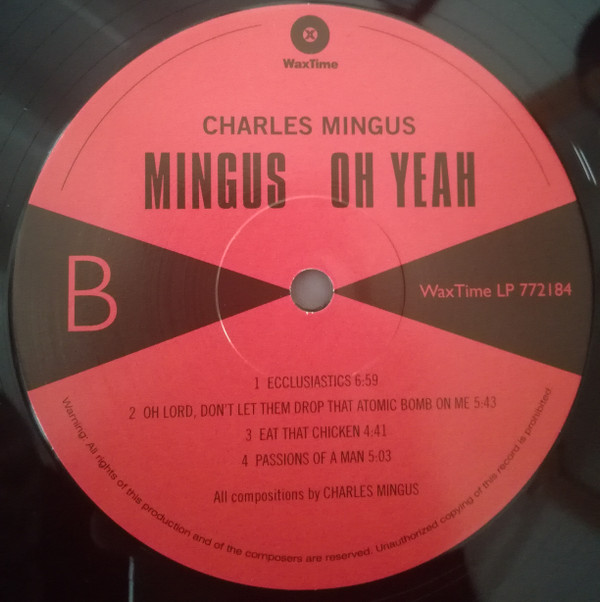 WaxTime
CHARLES MINGUS
MINGUS OH YEAH
B
WaxTime LP 772184
1 ECCLUSIASTICS 6:59
2 OH LORD, DON'T LET THEM DROP THAT ATOMIC BOMB ON ME 5:43
3 EAT THAT CHICKEN 4:41
4 PASSIONS OF A MAN 5:03
All compositions by CHARLES MINGUS
Warning: All rights of this production and of the composers are reserved. Unauthorized copying of this record is prohibited